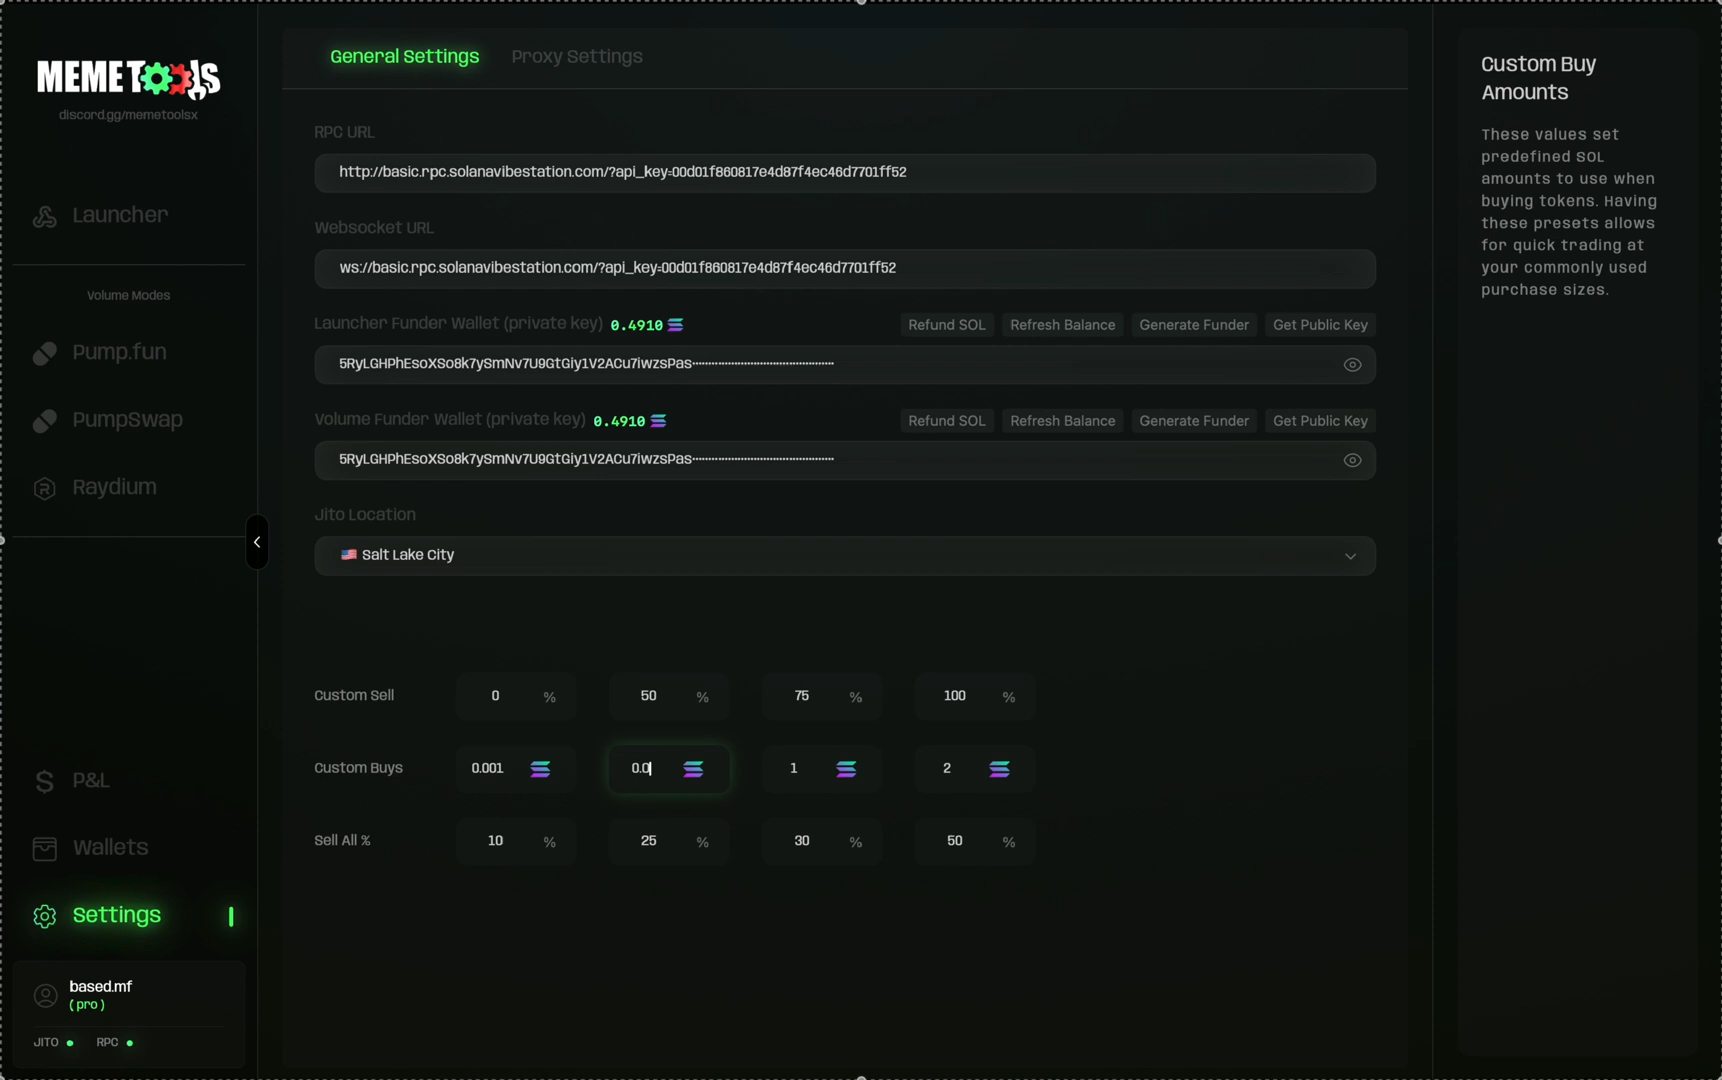 MEMETOOLS
discord.gg/memetoolsx
Launcher
Volume Modes
Pump.fun
PumpSwap
Raydium
P&L
Wallets
Settings
based.mf
( pro )
JITO RPC
General Settings Proxy Settings
RPC URL
http://basic.rpc.solanavibestation.com/?api_key=00d01f860817e4d87f4ec46d7701ff52
Websocket URL
ws://basic.rpc.solanavibestation.com/?api_key=00d01f860817e4d87f4ec46d7701ff52
Launcher Funder Wallet (private key) 0.4910 Refund SOL Refresh Balance Generate Funder Get Public Key
5RyLGHPhEsoXSo8k7ySmNv7U9GtGiy1V2ACu7iwzsPas
Volume Funder Wallet (private key) 0.4910 Refund SOL Refresh Balance Generate Funder Get Public Key
5RyLGHPhEsoXSo8k7ySmNv7U9GtGiy1V2ACu7iwzsPas
Jito Location
Salt Lake City
Custom Sell 0 % 50 % 75 % 100 %
Custom Buys 0.001 0.0 1 2
Sell All % 10 % 25 % 30 % 50 %
Custom Buy
Amounts
These values set
predefined SOL
amounts to use when
buying tokens. Having
these presets allows
for quick trading at
your commonly used
purchase sizes.